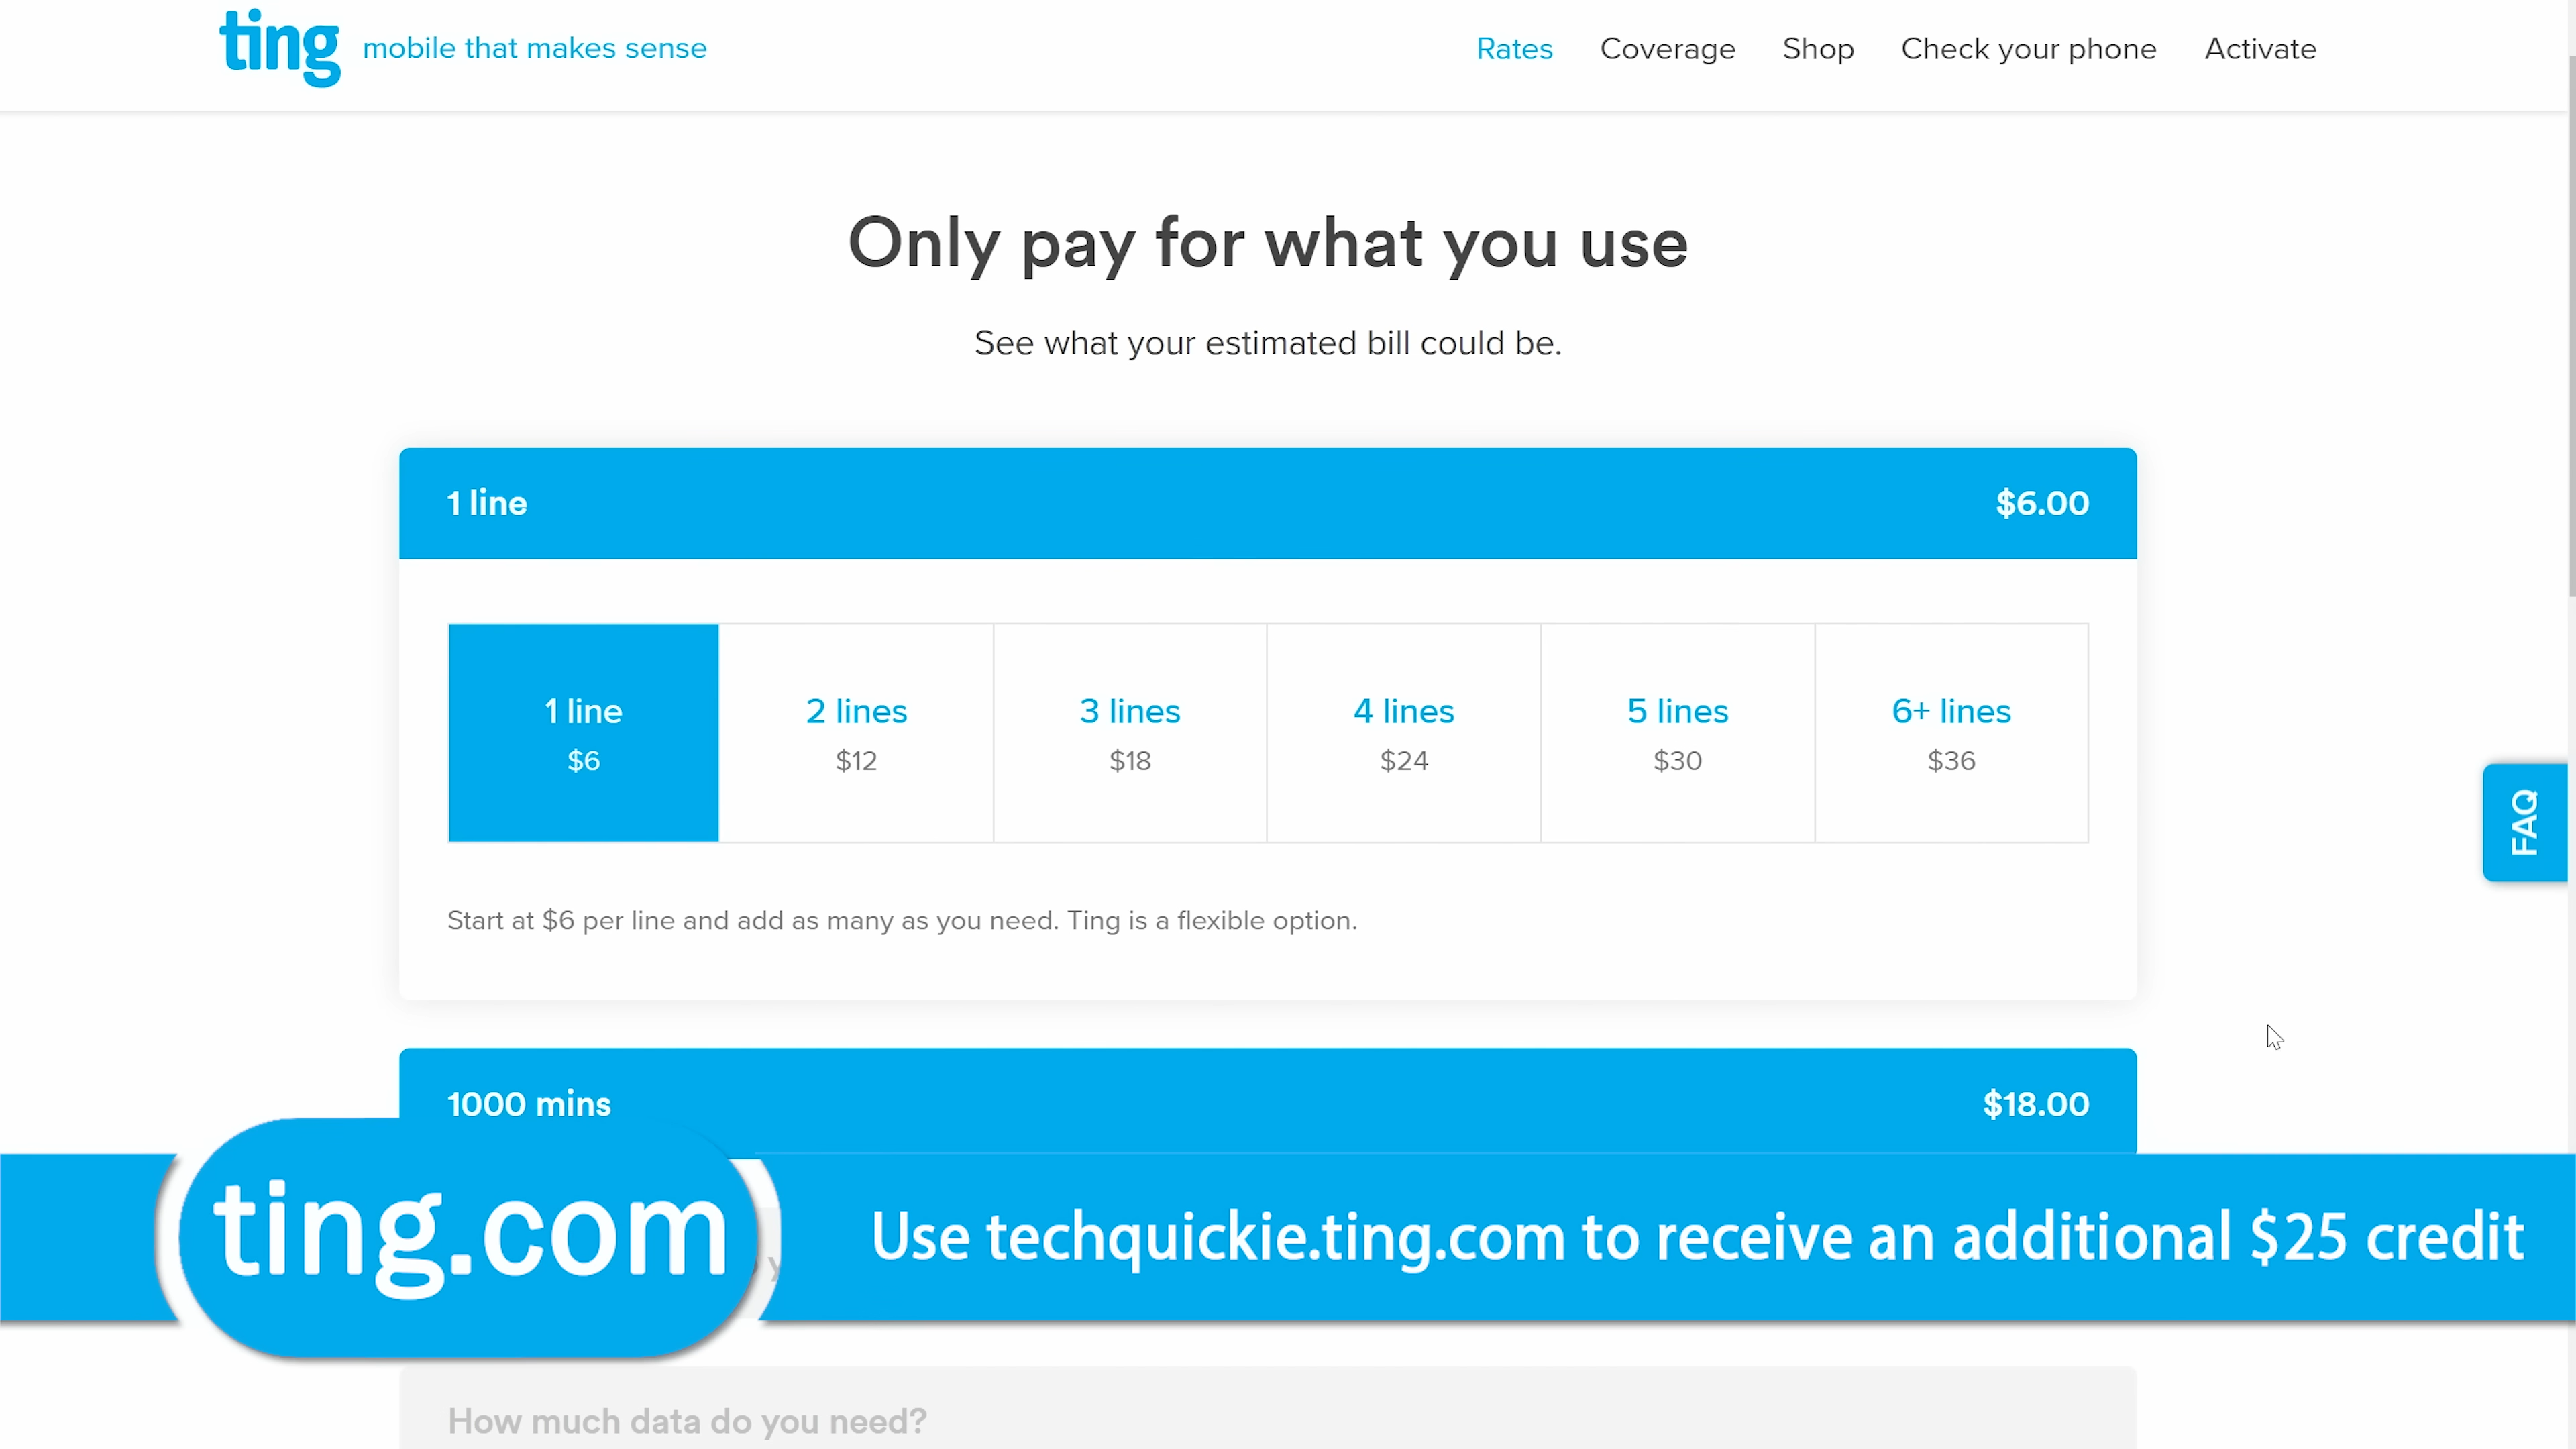 ting mobile that makes sense
Rates Coverage Shop Check your phone Activate
Only pay for what you use
See what your estimated bill could be.
1 line $6.00
1 line 2 lines 3 lines 4 lines 5 lines 6+ lines
$6 $12 $18 $24 $30 $36
FAQ
Start at $6 per line and add as many as you need. Ting is a flexible option.
1000 mins $18.00
ting.com
Use techquickie.ting.com to receive an additional $25 credit
How much data do you need?